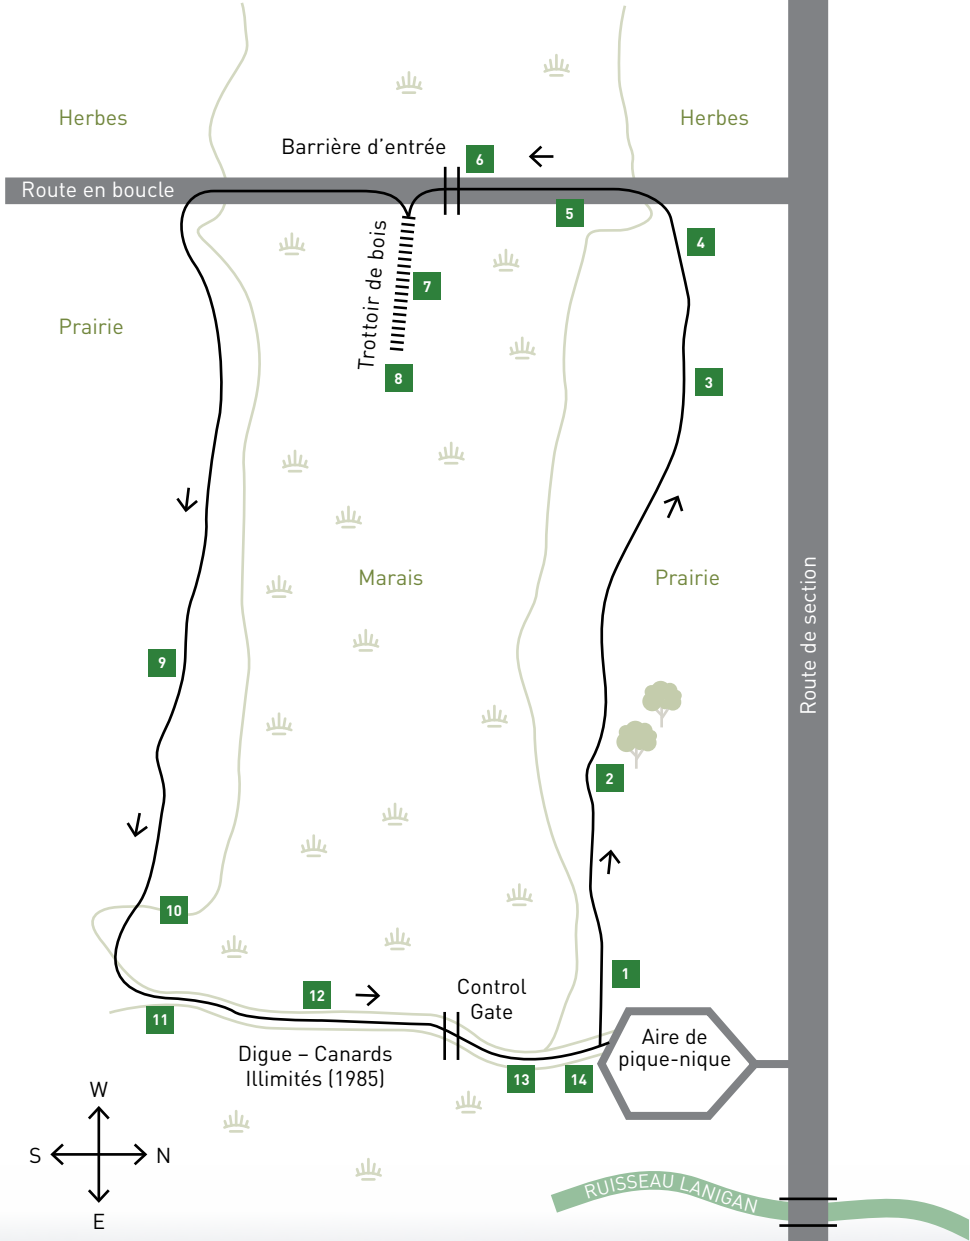 Herbes
Herbes
Barrière d'entrée
6
Route en boucle
5
4
Trottoir de bois
7
Prairie
8
3
Marais
Prairie
Route de section
9
2
10
1
12
Control
Gate
11
Aire de
pique-nique
Digue – Canards
Illimités (1985)
13
14
W
S
N
E
RUISSEAU LANIGAN